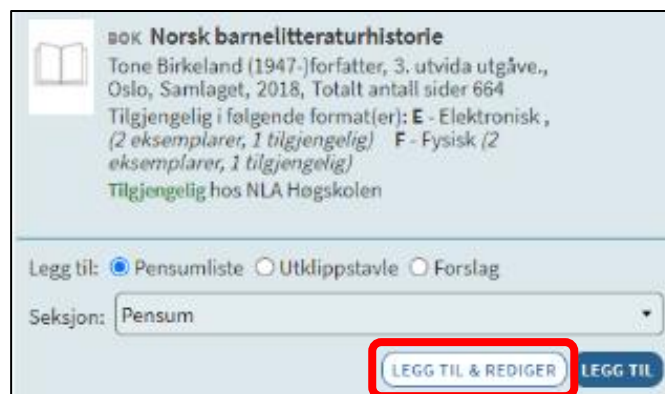 BOK Norsk barnelitteraturhistorie
Tone Birkeland (1947-)forfatter, 3. utvida utgåve.,
Oslo, Samlaget, 2018, Totalt antall sider 664
Tilgjengelig i følgende format(er): E - Elektronisk ,
(2 eksemplarer, 1 tilgjengelig) F - Fysisk (2
eksemplarer, 1 tilgjengelig)
Tilgjengelig hos NLA Høgskolen
Legg til: Pensumliste Utklippstavle Forslag
Seksjon: Pensum
LEGG TIL & REDIGER LEGG TIL